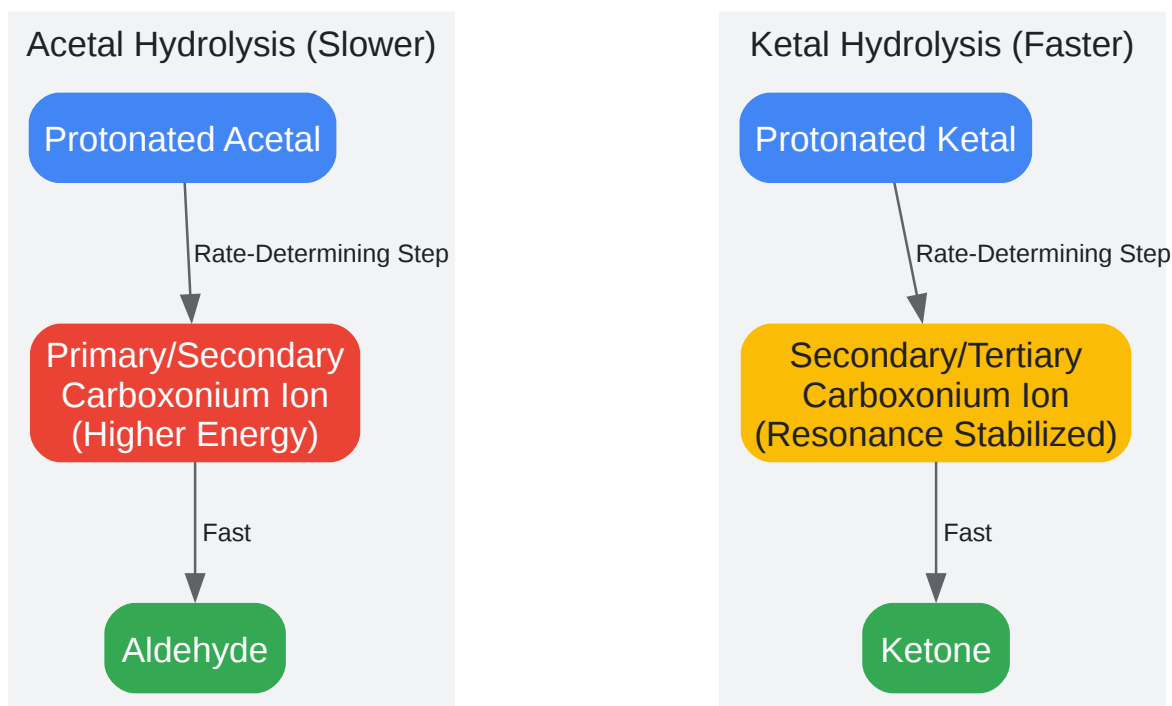 Acetal Hydrolysis (Slower)
Protonated Acetal
Rate-Determining Step
Primary/Secondary
Carboxonium Ion
(Higher Energy)
Fast
Aldehyde
Ketal Hydrolysis (Faster)
Protonated Ketal
Rate-Determining Step
Secondary/Tertiary
Carboxonium Ion
(Resonance Stabilized)
Fast
Ketone